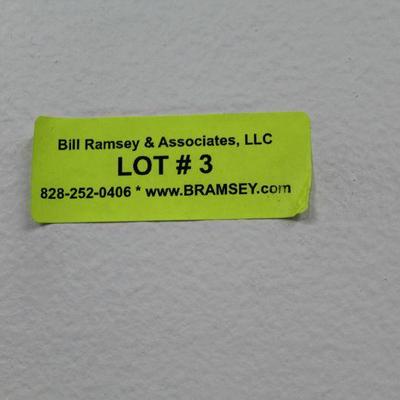 Bill Ramsey & Associates, LLC
LOT # 3
828-252-0406 * www.BRAMSEY.com